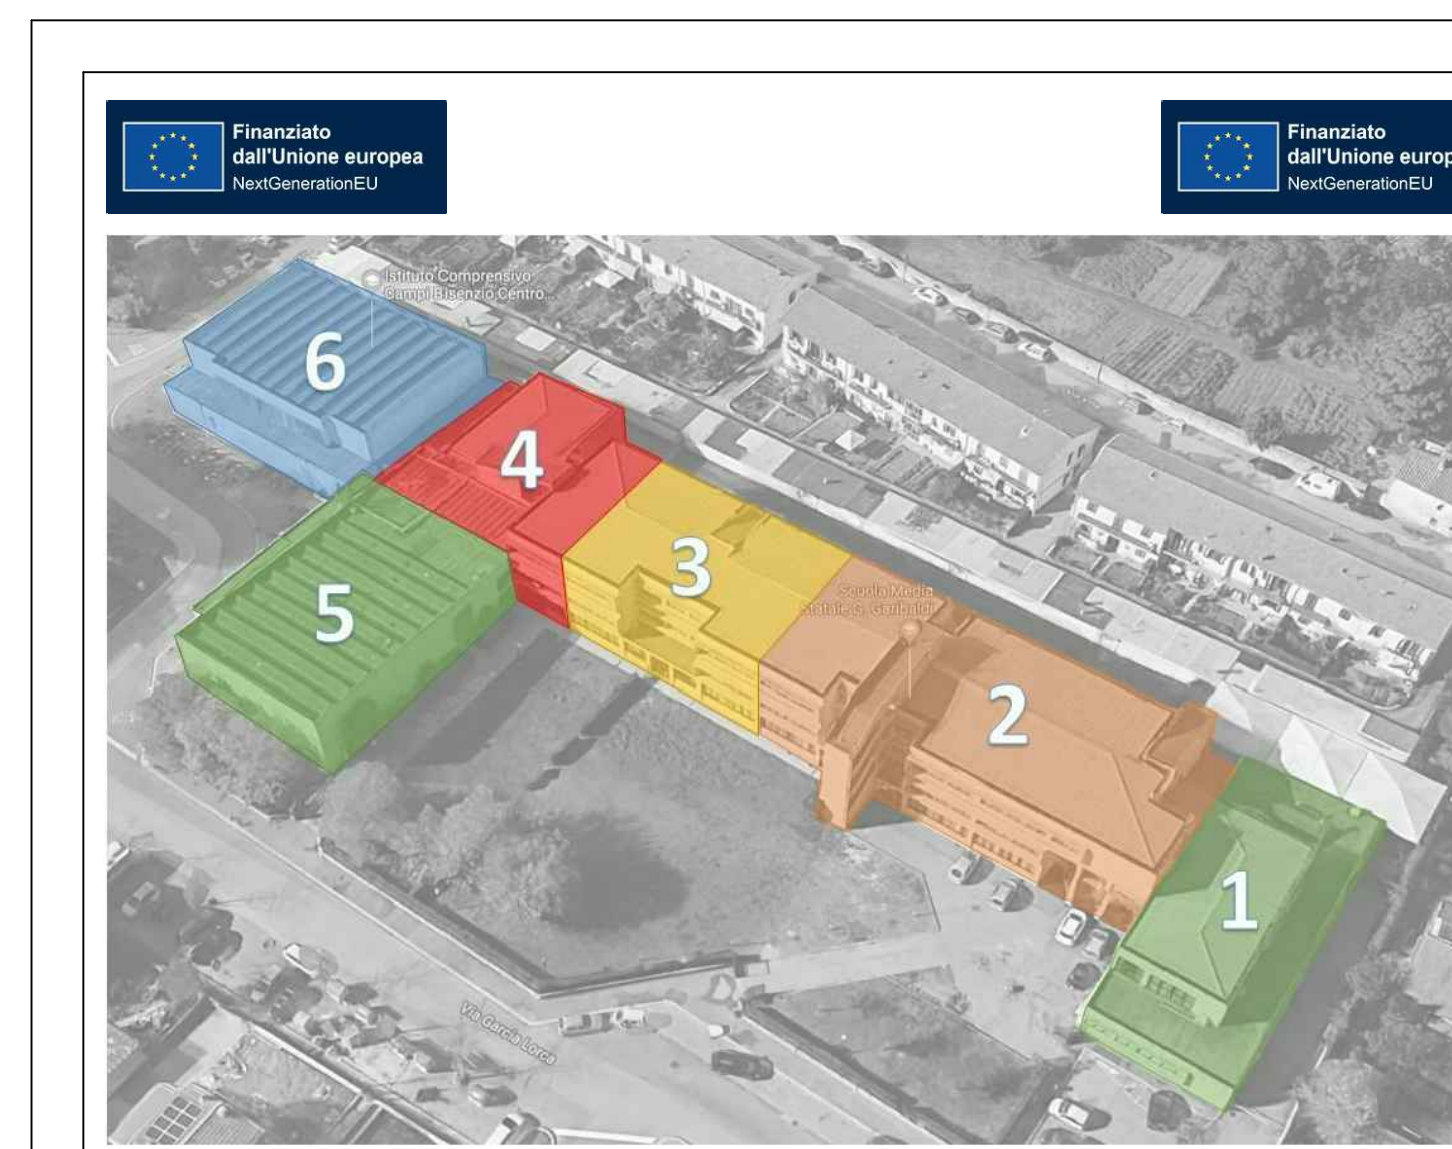 Finanziato
dall'Unione europea
NextGenerationEU
Finanziato
dall'Unione europ
NextGenerationEU
Istituto Comprensivo
Campi Bisenzio Centro...
6
4
3
5
Scuola Media
Statale G. Garibaldi
2
1
Via Garcia Lorca